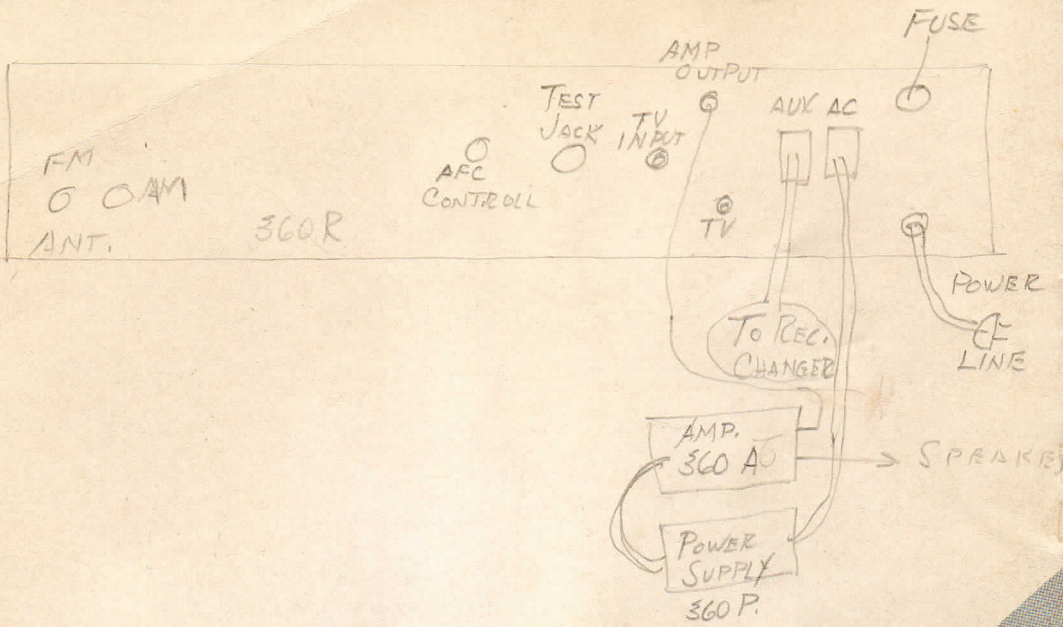 FUSE
AMP
OUTPUT
TEST
JACK
TV
INPUT
AUX AC
AFC
CONTROLL
FM
AM
ANT.
360R
TV
POWER
LINE
TO REC.
CHANGER
AMP.
360 A
SPEAKE
POWER
SUPPLY
360 P.